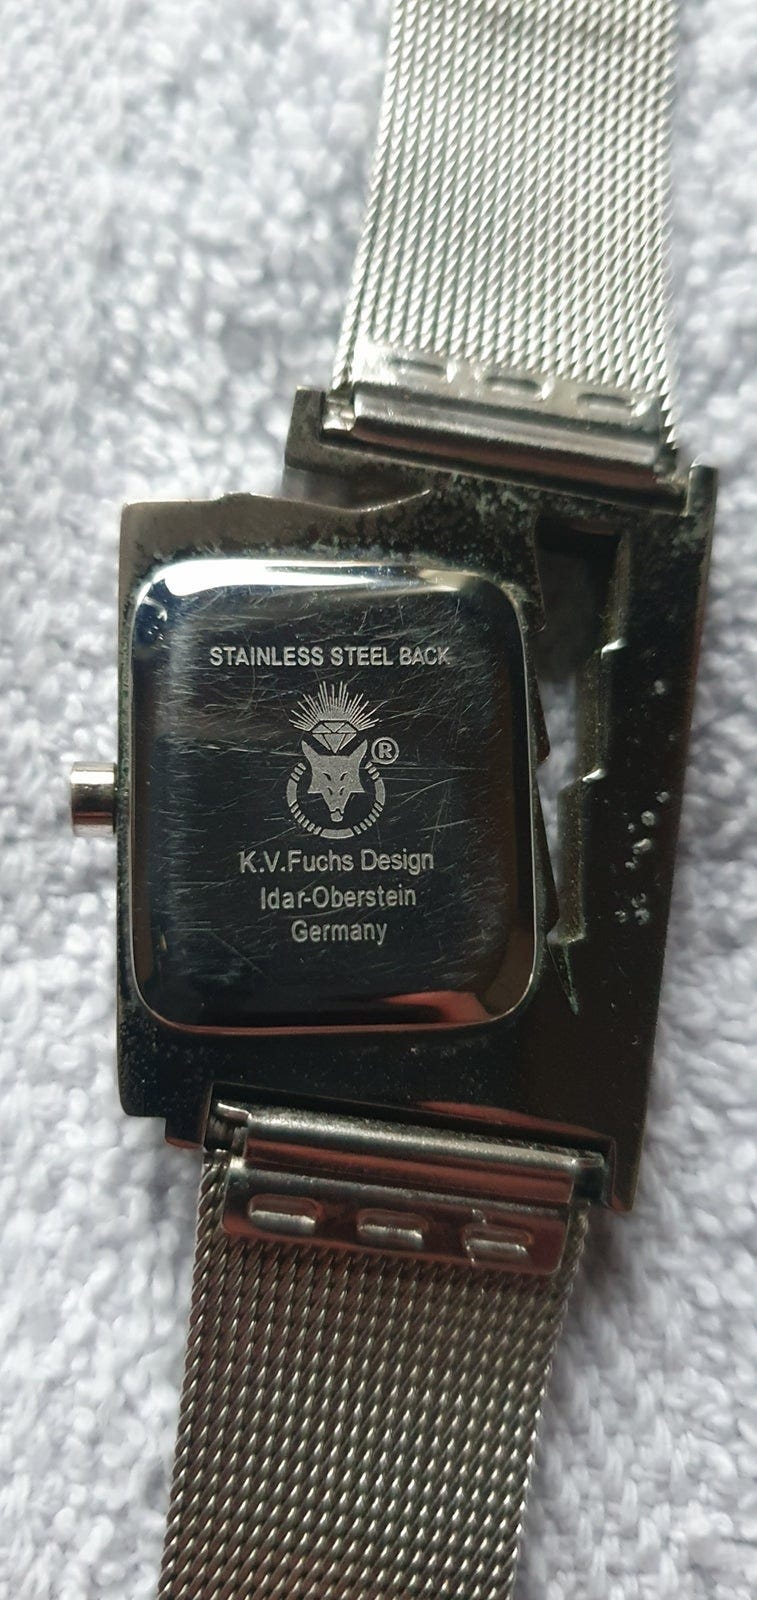 STAINLESS STEEL BACK
®
K.V.Fuchs Design
Idar-Oberstein
Germany